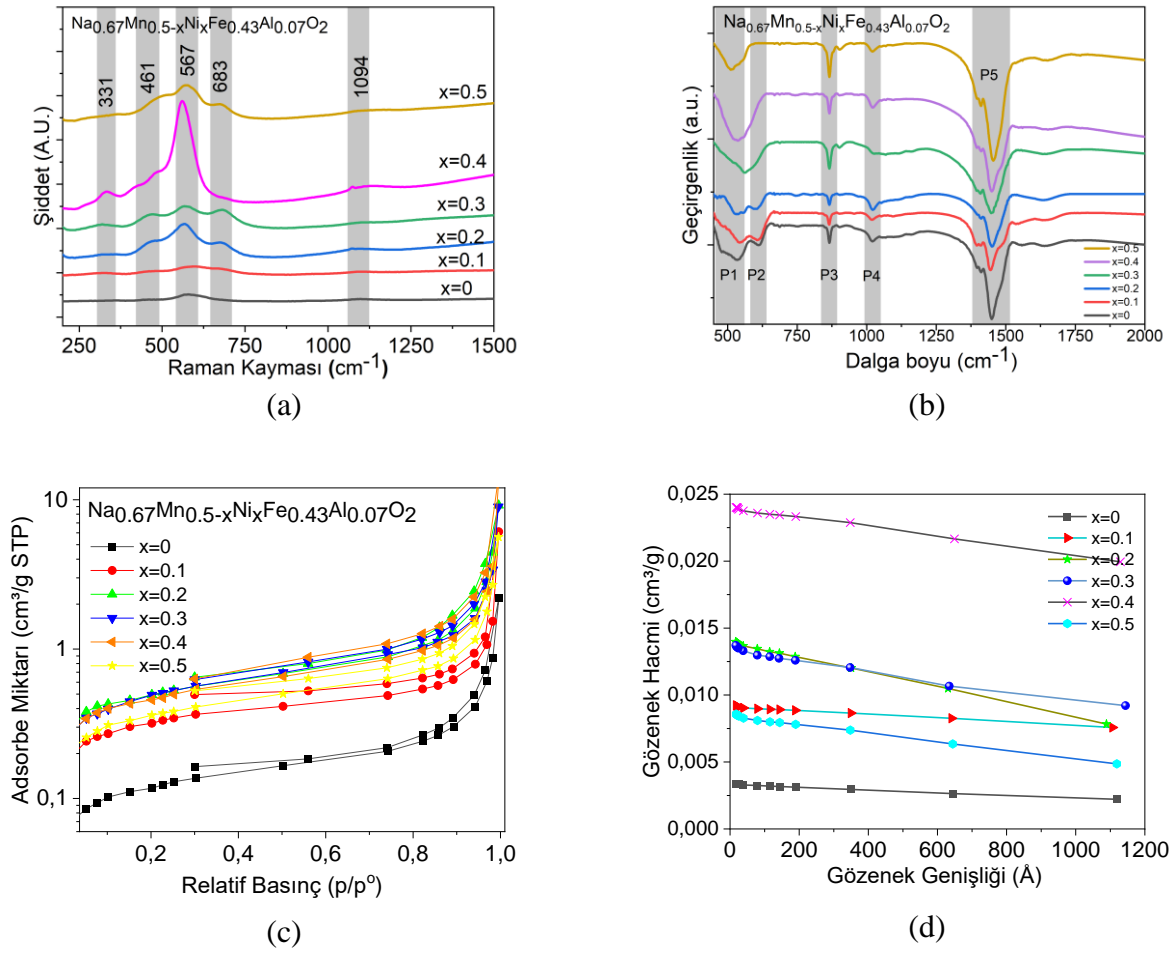 Na0.67Mn0.5-xNixFe0.43Al0.07O2
331
461
567
683
1094
x=0.5
x=0.4
x=0.3
x=0.2
x=0.1
x=0
Şiddet (A.U.)
250 500 750 1000 1250 1500
Raman Kayması (cm-1)
(a)
Na0.67Mn0.5-xNixFe0.43Al0.07O2
P5
P1 P2 P3 P4
x=0.5
x=0.4
x=0.3
x=0.2
x=0.1
x=0
Geçirgenlik (a.u.)
500 750 1000 1250 1500 1750 2000
Dalga boyu (cm-1)
(b)
Na0.67Mn0.5-xNixFe0.43Al0.07O2
x=0
x=0.1
x=0.2
x=0.3
x=0.4
x=0.5
10
1
0,1
Adsorbe Miktarı (cm³/g STP)
0,2 0,4 0,6 0,8 1,0
Relatif Basınç (p/po)
(c)
0,025
0,020
0,015
0,010
0,005
0,000
Gözenek Hacmi (cm³/g)
x=0
x=0.1
x=0.2
x=0.3
x=0.4
x=0.5
0 200 400 600 800 1000 1200
Gözenek Genişliği (Å)
(d)